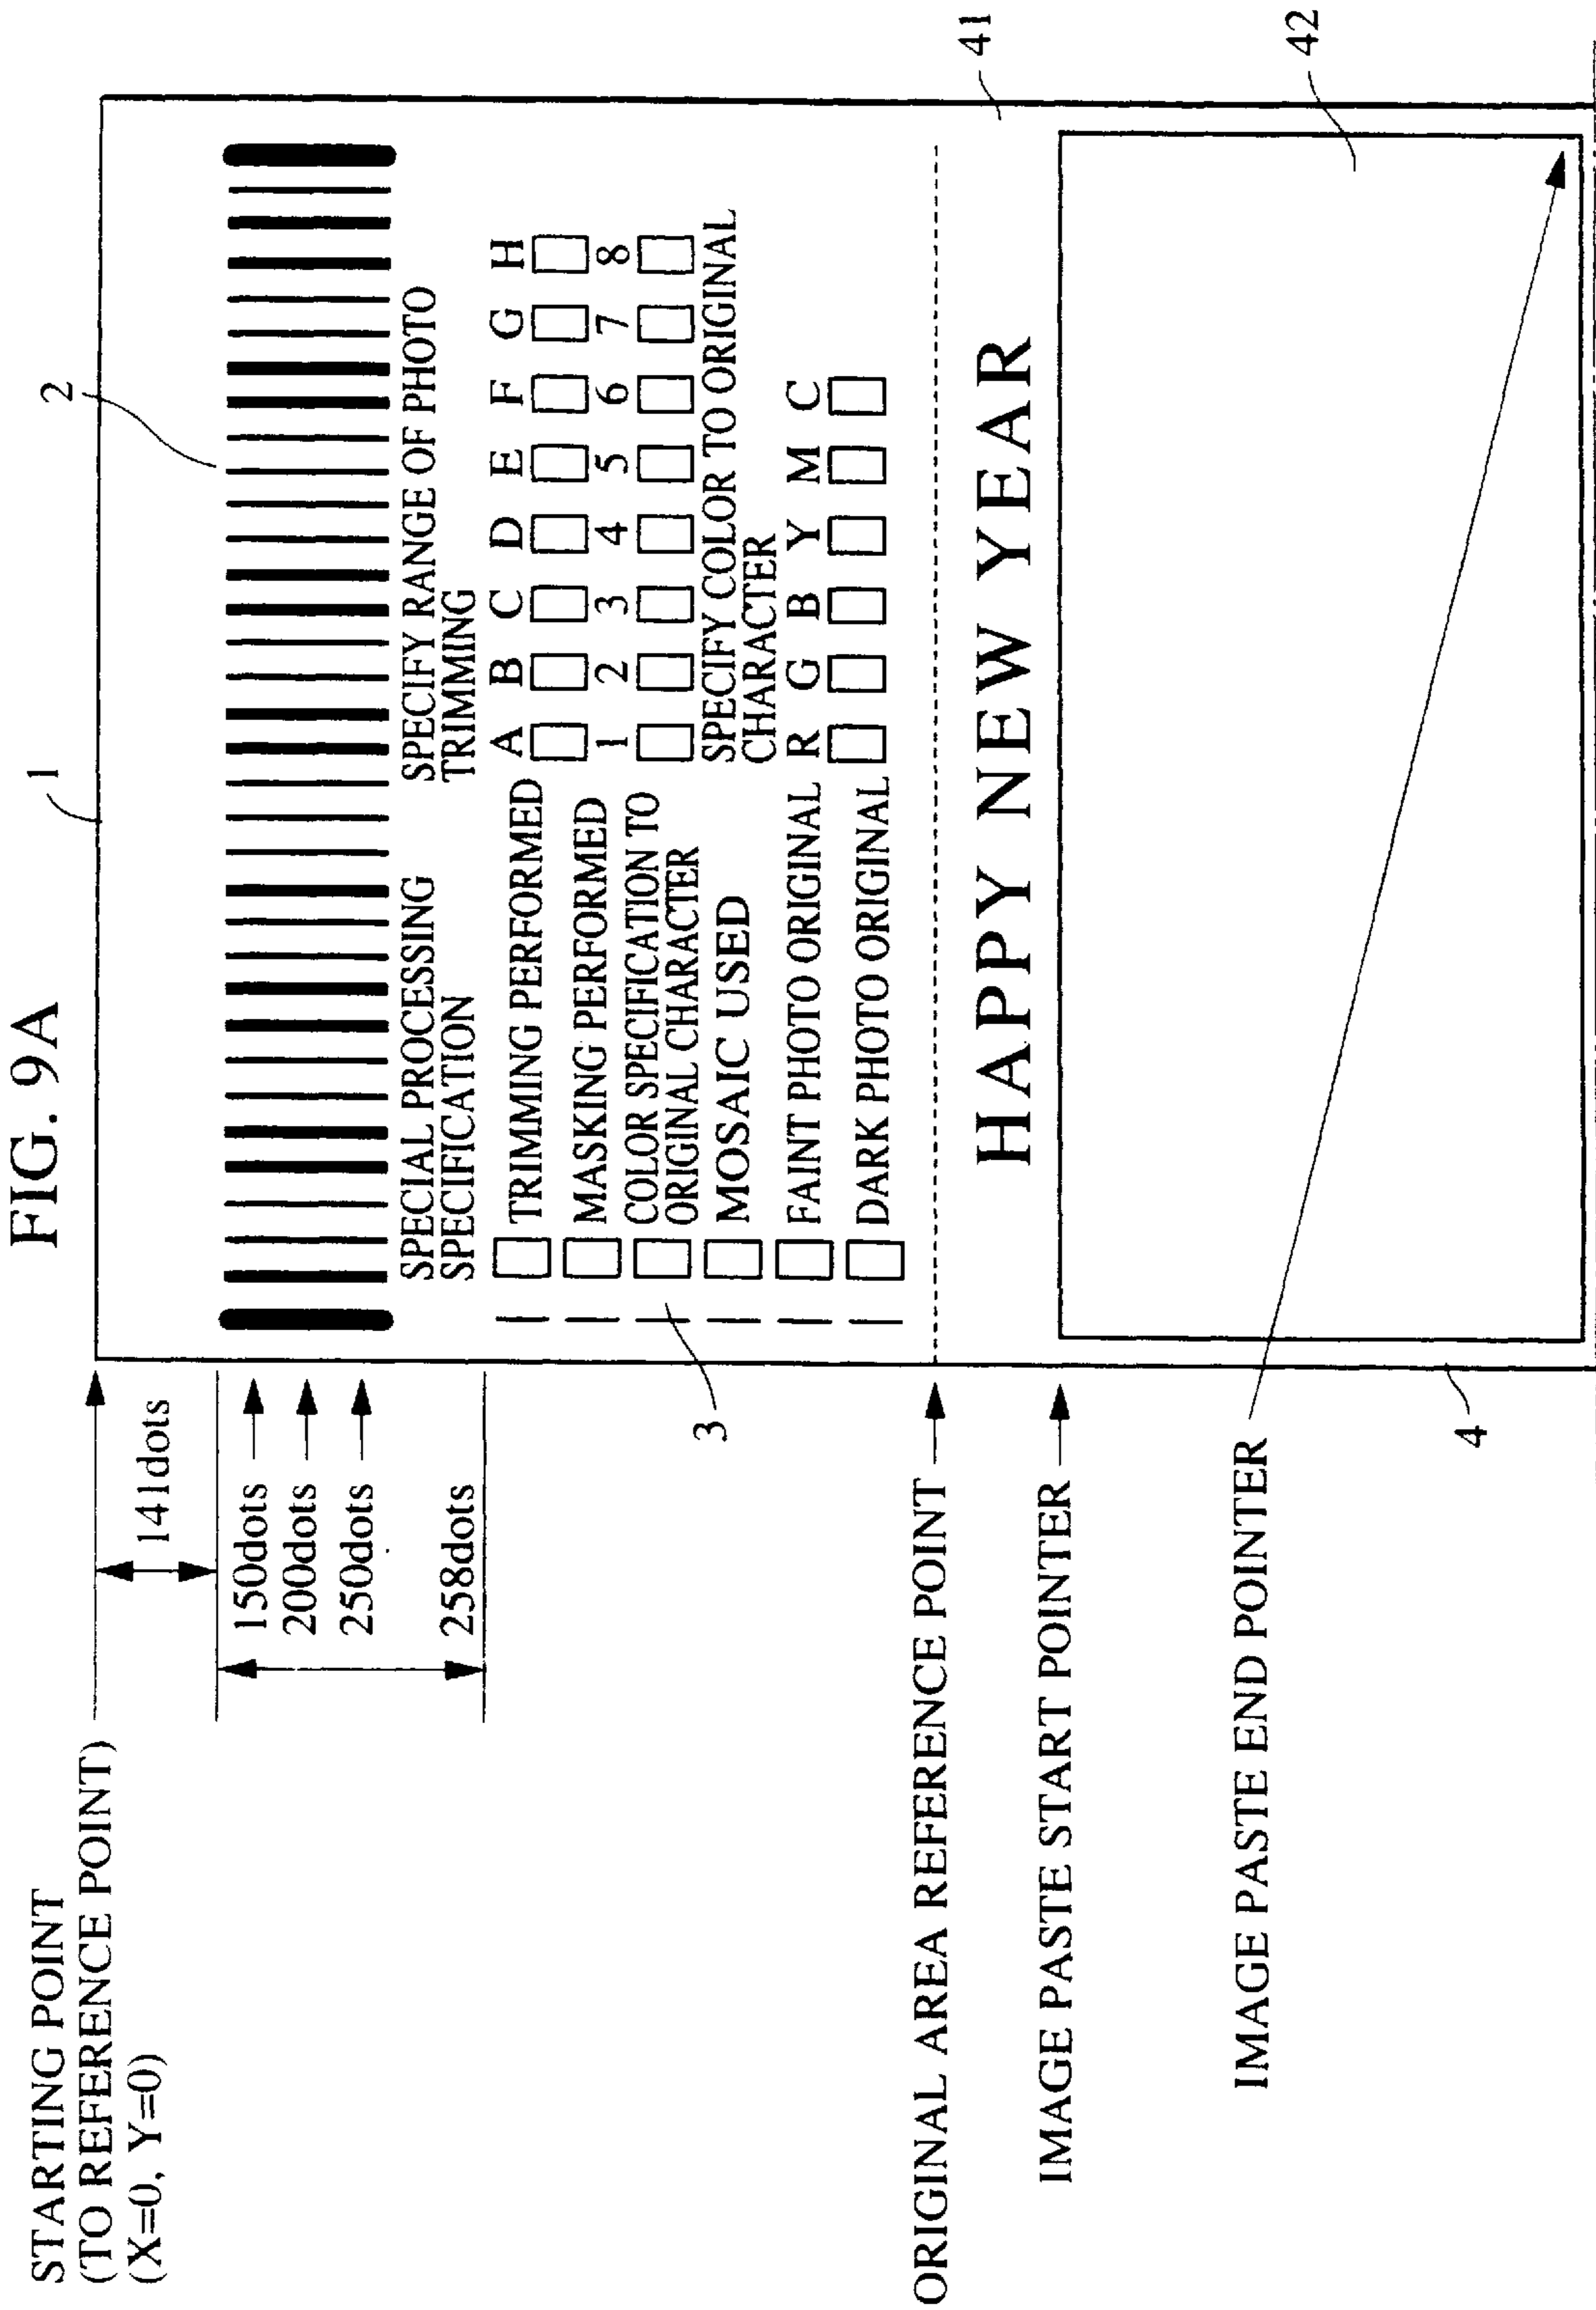 FIG. 9A
STARTING POINT
(TO REFERENCE POINT)
(X=0, Y=0)
1
2
141dots
150dots
200dots
250dots
258dots
SPECIAL PROCESSING
SPECIFICATION
SPECIFY RANGE OF PHOTO
TRIMMING
TRIMMING PERFORMED
A B C D E F G H
MASKING PERFORMED
1 2 3 4 5 6 7 8
COLOR SPECIFICATION TO
ORIGINAL CHARACTER
SPECIFY COLOR TO ORIGINAL
CHARACTER
MOSAIC USED
FAINT PHOTO ORIGINAL
R G B Y M C
DARK PHOTO ORIGINAL
3
ORIGINAL AREA REFERENCE POINT
HAPPY NEW YEAR
41
IMAGE PASTE START POINTER
IMAGE PASTE END POINTER
42
4